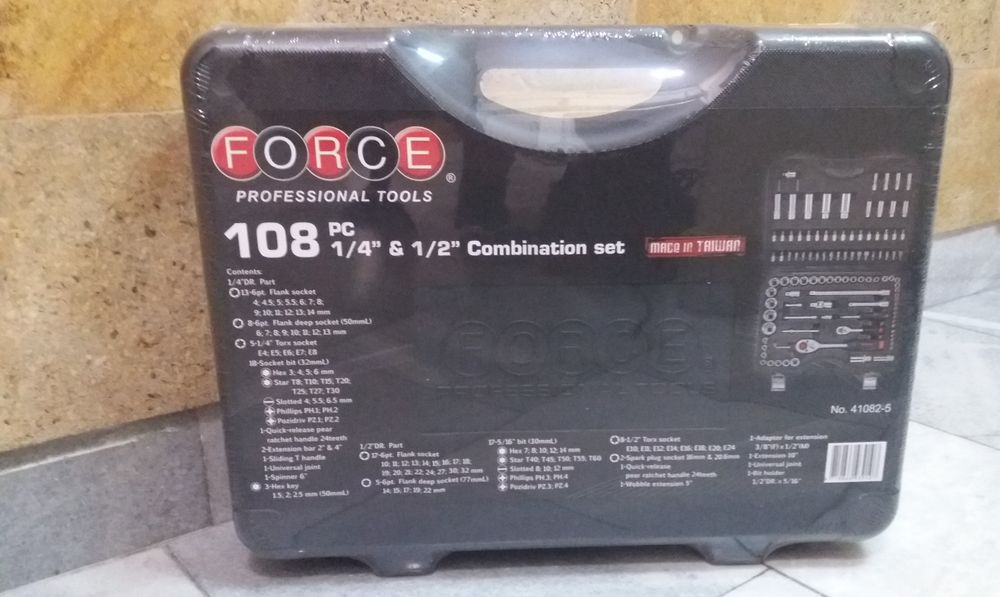 FORCE
®
PROFESSIONAL TOOLS
108 PC
1/4" & 1/2" Combination set
MADE IN TAIWAN
Contents:
1/4"DR. Part
13-6pt. Flank socket
4; 4.5; 5; 5.5; 6; 7; 8;
9; 10; 11; 12; 13; 14 mm
8-6pt. Flank deep socket (50mmL)
6; 7; 8; 9; 10; 11; 12; 13 mm
5-1/4" Torx socket
E4; E5; E6; E7; E8
18-Socket bit (32mmL)
Hex 3; 4; 5; 6 mm
Star T8; T10; T15; T20;
T25; T27; T30
Slotted 4; 5.5; 6.5 mm
Phillips PH.1; PH.2
Pozidriv PZ.1; PZ.2
1-Quick-release pear
ratchet handle 24teeth
2-Extension bar 2" & 4"
1-Sliding T handle
1-Universal joint
1-Spinner 6"
3-Hex key
1.5; 2; 2.5 mm (50mmL)
1/2"DR. Part
17-6pt. Flank socket
10; 11; 12; 13; 14; 15; 16; 17; 18;
19; 20; 21; 22; 24; 27; 30; 32 mm
5-6pt. Flank deep socket (77mmL)
14; 15; 17; 19; 22 mm
17-5/16" bit (30mmL)
Hex 7; 8; 10; 12; 14 mm
Star T40; T45; T50; T55; T60
Slotted 8; 10; 12 mm
Phillips PH.3; PH.4
Pozidriv PZ.3; PZ.4
8-1/2" Torx socket
E10; E11; E12; E14; E16; E18; E20; E24
2-Spark plug socket 16mm & 20.8mm
1-Quick-release
pear ratchet handle 24teeth
1-Wobble extension 5"
1-Adaptor for extension
3/8"(F) x 1/2"(M)
1-Extension 10"
1-Universal joint
1-Bit holder
1/2"DR. x 5/16"
No. 41082-5
FORCE